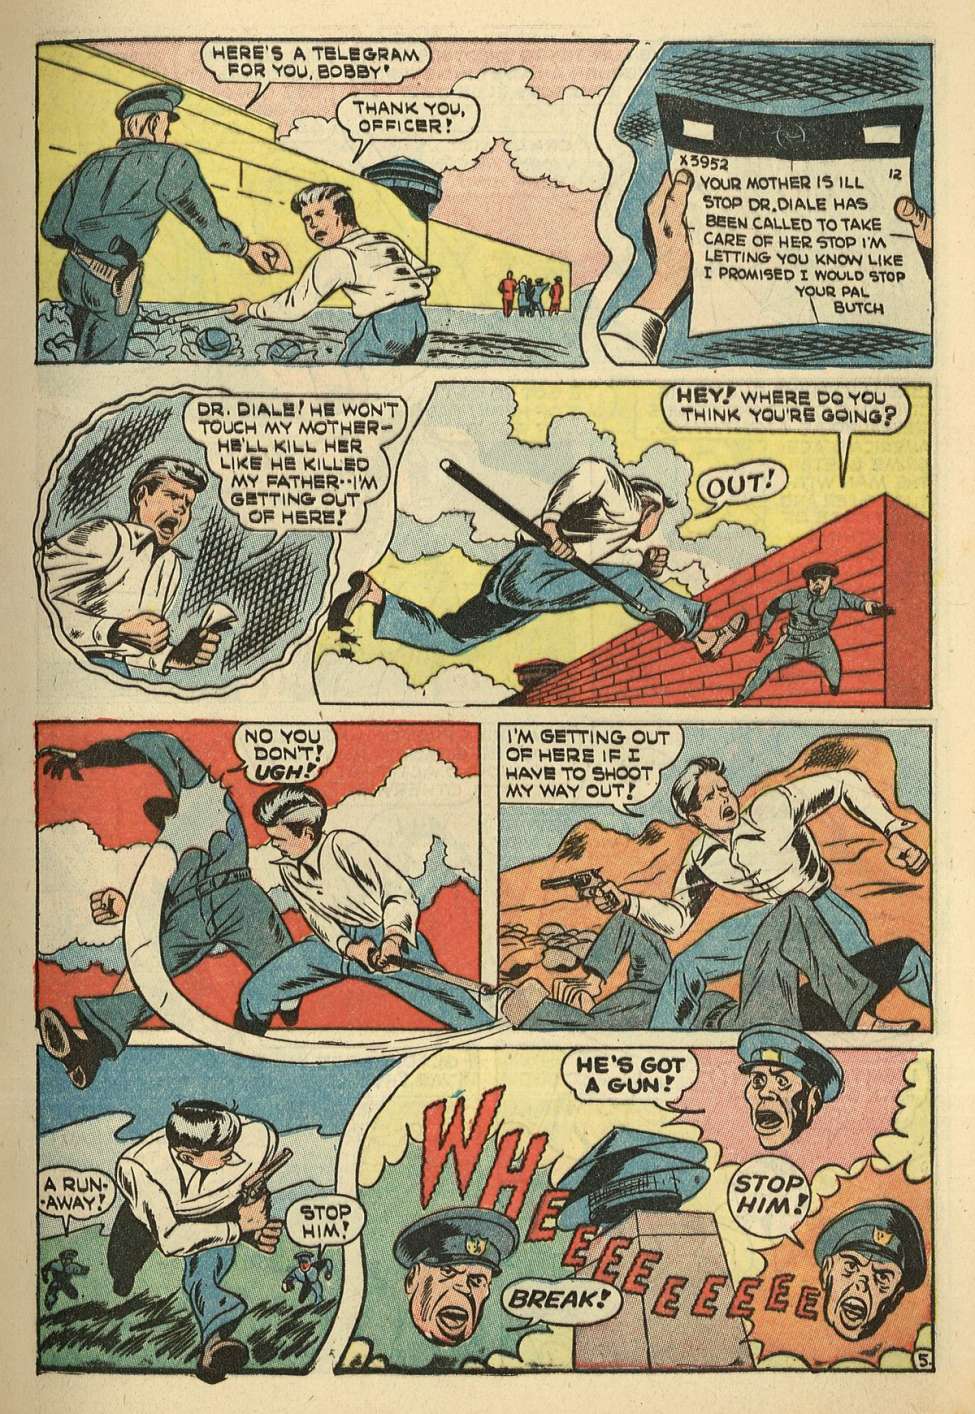 HERE'S A TELEGRAM
FOR YOU, BOBBY!
THANK YOU,
OFFICER!
X5952
12
YOUR MOTHER IS ILL
STOP DR. DIALE HAS
BEEN CALLED TO TAKE
CARE OF HER STOP I'M
LETTING YOU KNOW LIKE
I PROMISED I WOULD STOP
YOUR PAL
BUTCH
DR. DIALE! HE WON'T
TOUCH MY MOTHER—
HE'LL KILL HER
LIKE HE KILLED
MY FATHER--I'M
GETTING OUT
OF HERE!
HEY! WHERE DO YOU
THINK YOU'RE GOING?
OUT!
NO YOU
DON'T!
UGH!
I'M GETTING OUT
OF HERE IF I
HAVE TO SHOOT
MY WAY OUT!
A RUN-
-AWAY!
STOP
HIM!
HE'S GOT
A GUN!
WHEEEEEEEEEE
STOP
HIM!
BREAK!
5.